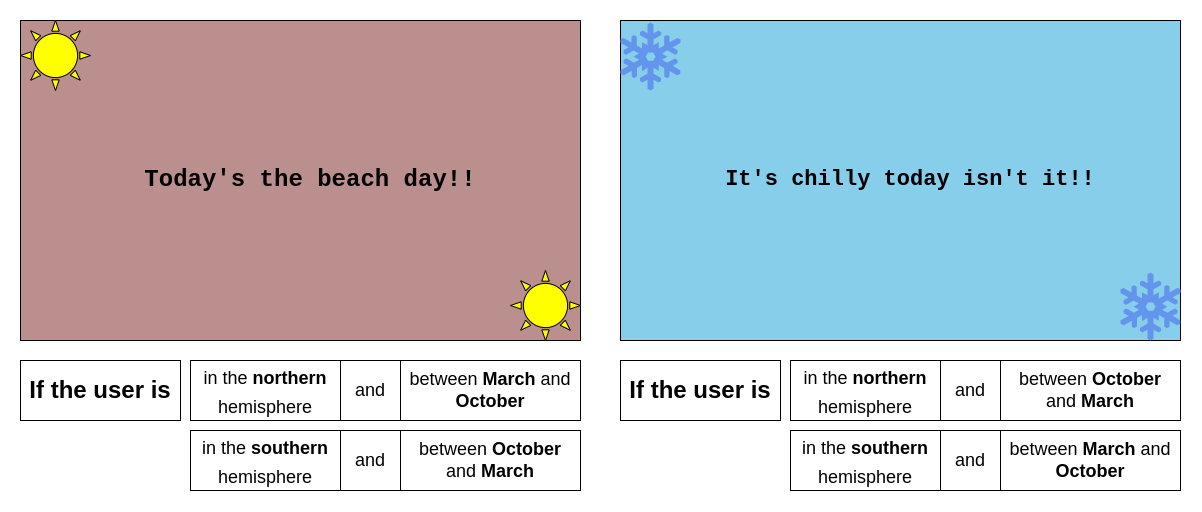 Today's the beach day!!
It's chilly today isn't it!!
If the user is
in the northern
hemisphere
and
between March and
October
in the southern
hemisphere
and
between October
and March
If the user is
in the northern
hemisphere
and
between October
and March
in the southern
hemisphere
and
between March and
October